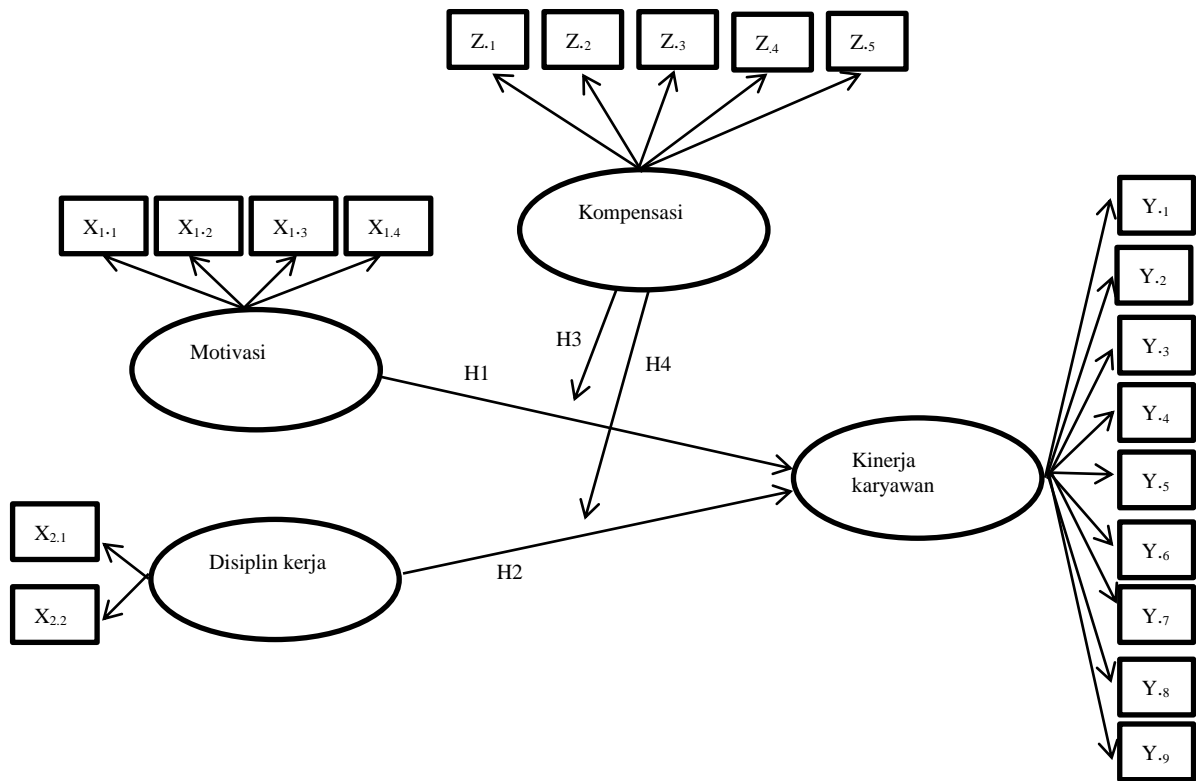 Z.1 Z.2 Z.3 Z.4 Z.5
Kompensasi
X1.1 X1.2 X1.3 X1.4
Motivasi
H3
H4
H1
Kinerja
karyawan
Disiplin kerja
H2
X2.1
X2.2
Y.1
Y.2
Y.3
Y.4
Y.5
Y.6
Y.7
Y.8
Y.9